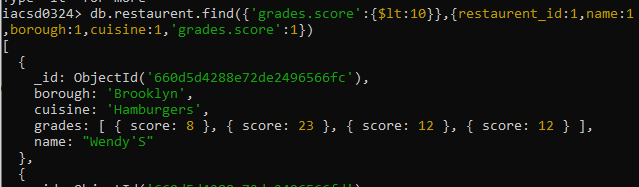 Type "it" for more
iacsd0324> db.restaurent.find({'grades.score':{$lt:10}},{restaurent_id:1,name:1
,borough:1,cuisine:1,'grades.score':1})
[
{
_id: ObjectId('660d5d4288e72de2496566fc'),
borough: 'Brooklyn',
cuisine: 'Hamburgers',
grades: [ { score: 8 }, { score: 23 }, { score: 12 }, { score: 12 } ],
name: "Wendy'S"
},
{